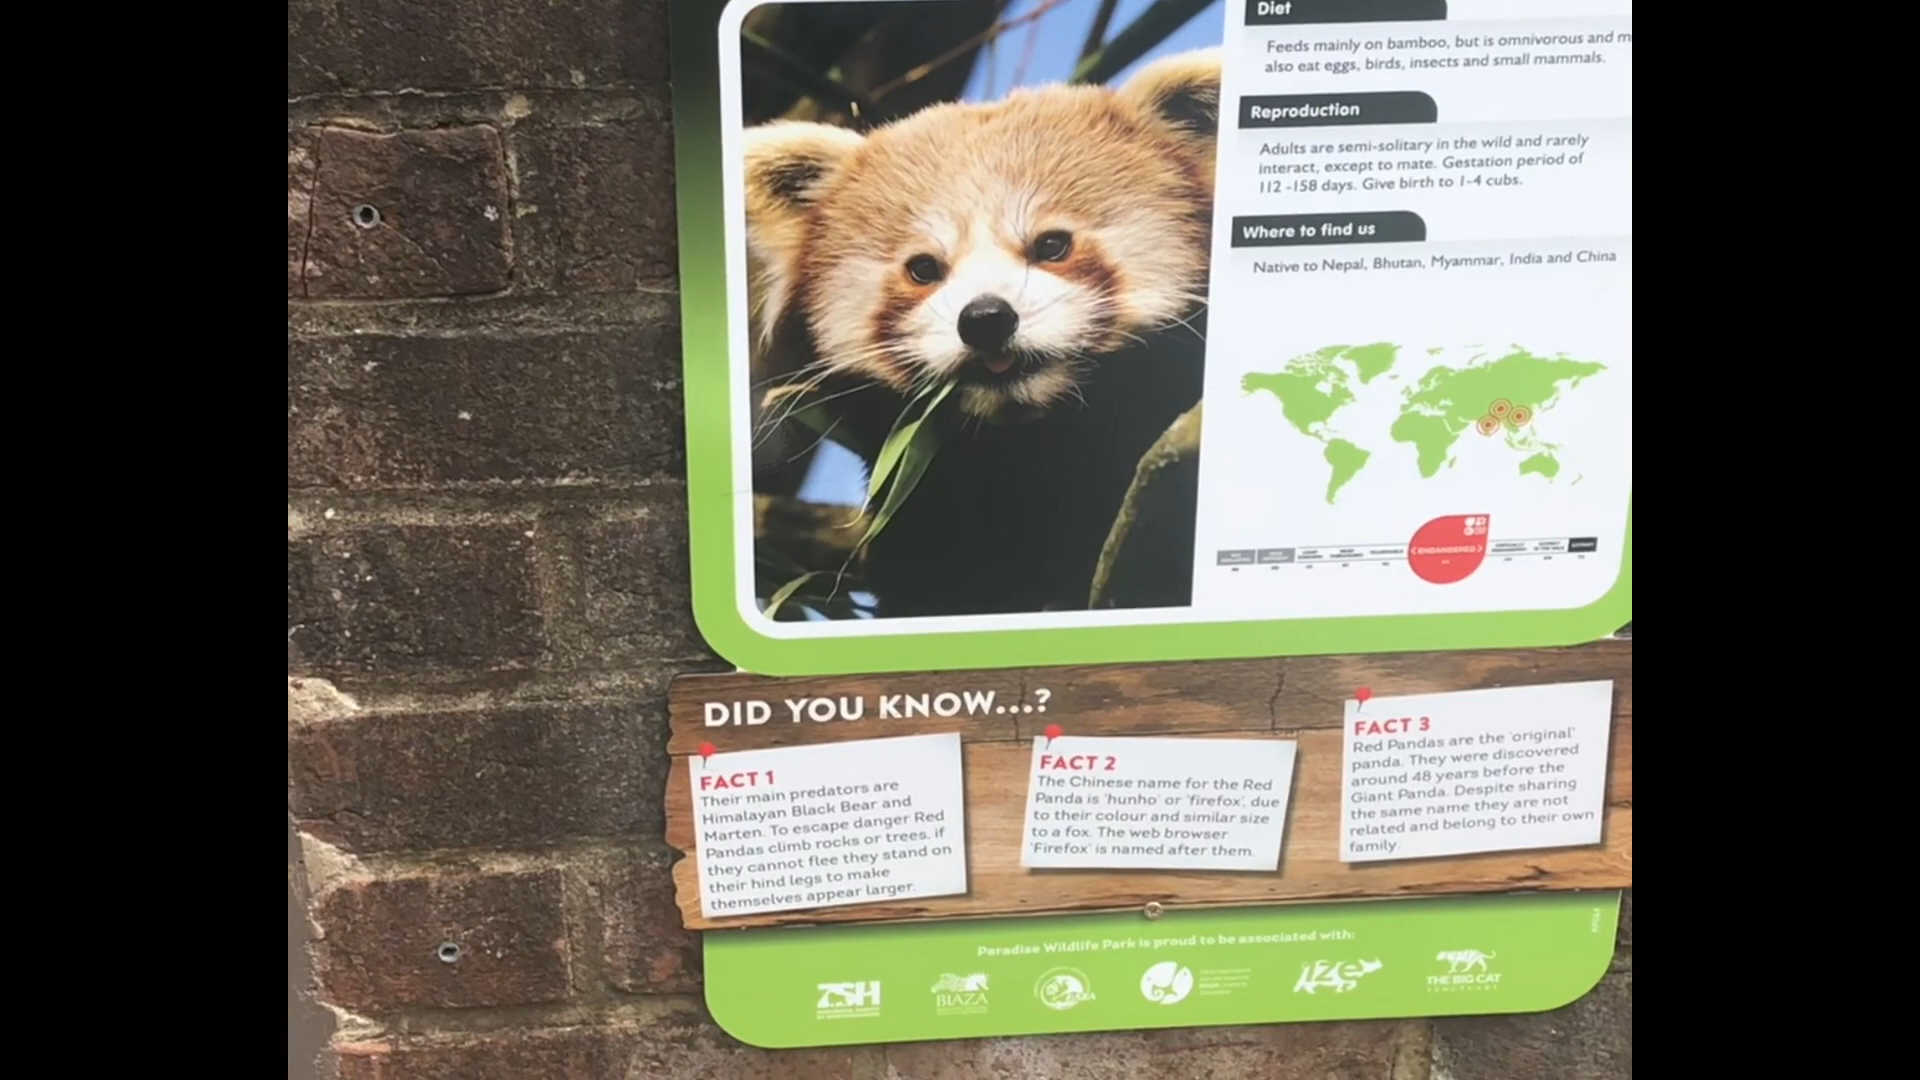 Diet
Feeds mainly on bamboo, but is omnivorous and m
also eat eggs, birds, insects and small mammals.
Reproduction
Adults are semi-solitary in the wild and rarely
interact, except to mate. Gestation period of
112 -158 days. Give birth to 1-4 cubs.
Where to find us
Native to Nepal, Bhutan, Myammar, India and China
ENDANGERED
DID YOU KNOW...?
FACT 1
Their main predators are
Himalayan Black Bear and
Marten. To escape danger Red
Pandas climb rocks or trees, if
they cannot flee they stand on
their hind legs to make
themselves appear larger.
FACT 2
The Chinese name for the Red
Panda is 'hunho' or 'firefox', due
to their colour and similar size
to a fox. The web browser
'Firefox' is named after them.
FACT 3
Red Pandas are the 'original'
panda. They were discovered
around 48 years before the
Giant Panda. Despite sharing
the same name they are not
related and belong to their own
family.
Paradise Wildlife Park is proud to be associated with:
ZSH
BIAZA
ize
THE BIG CAT
SANCTUARY